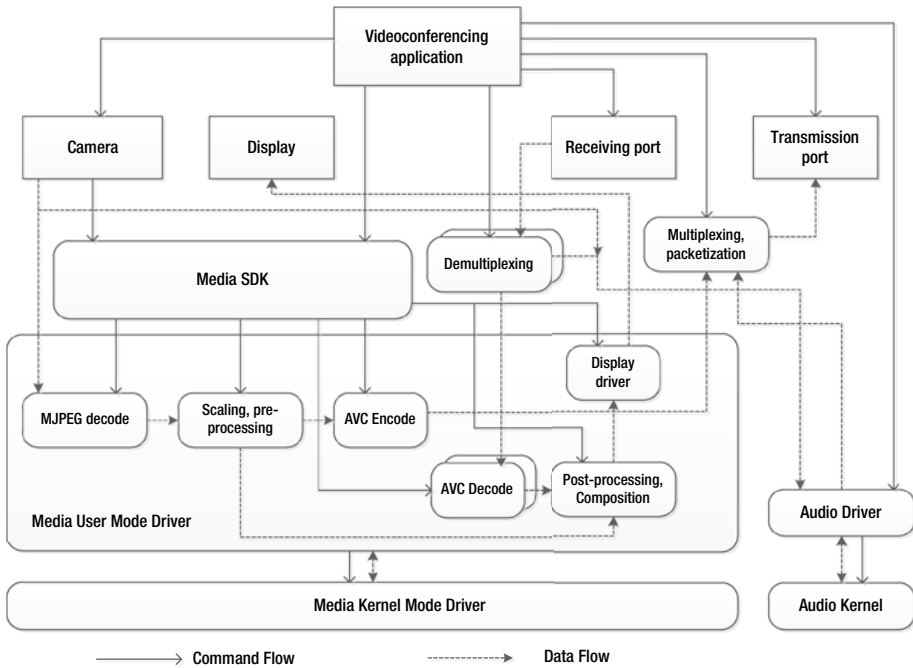 Videoconferencing
application
Camera
Display
Receiving port
Transmission
port
Media SDK
Demultiplexing
Multiplexing,
packetization
Display
driver
MJPEG decode
Scaling, pre-
processing
AVC Encode
AVC Decode
Post-processing,
Composition
Media User Mode Driver
Audio Driver
Media Kernel Mode Driver
Audio Kernel
Command Flow
Data Flow